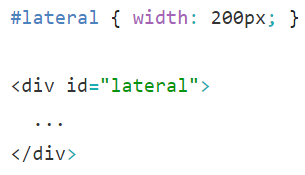 #lateral { width: 200px; }
<div id="lateral">
...
</div>